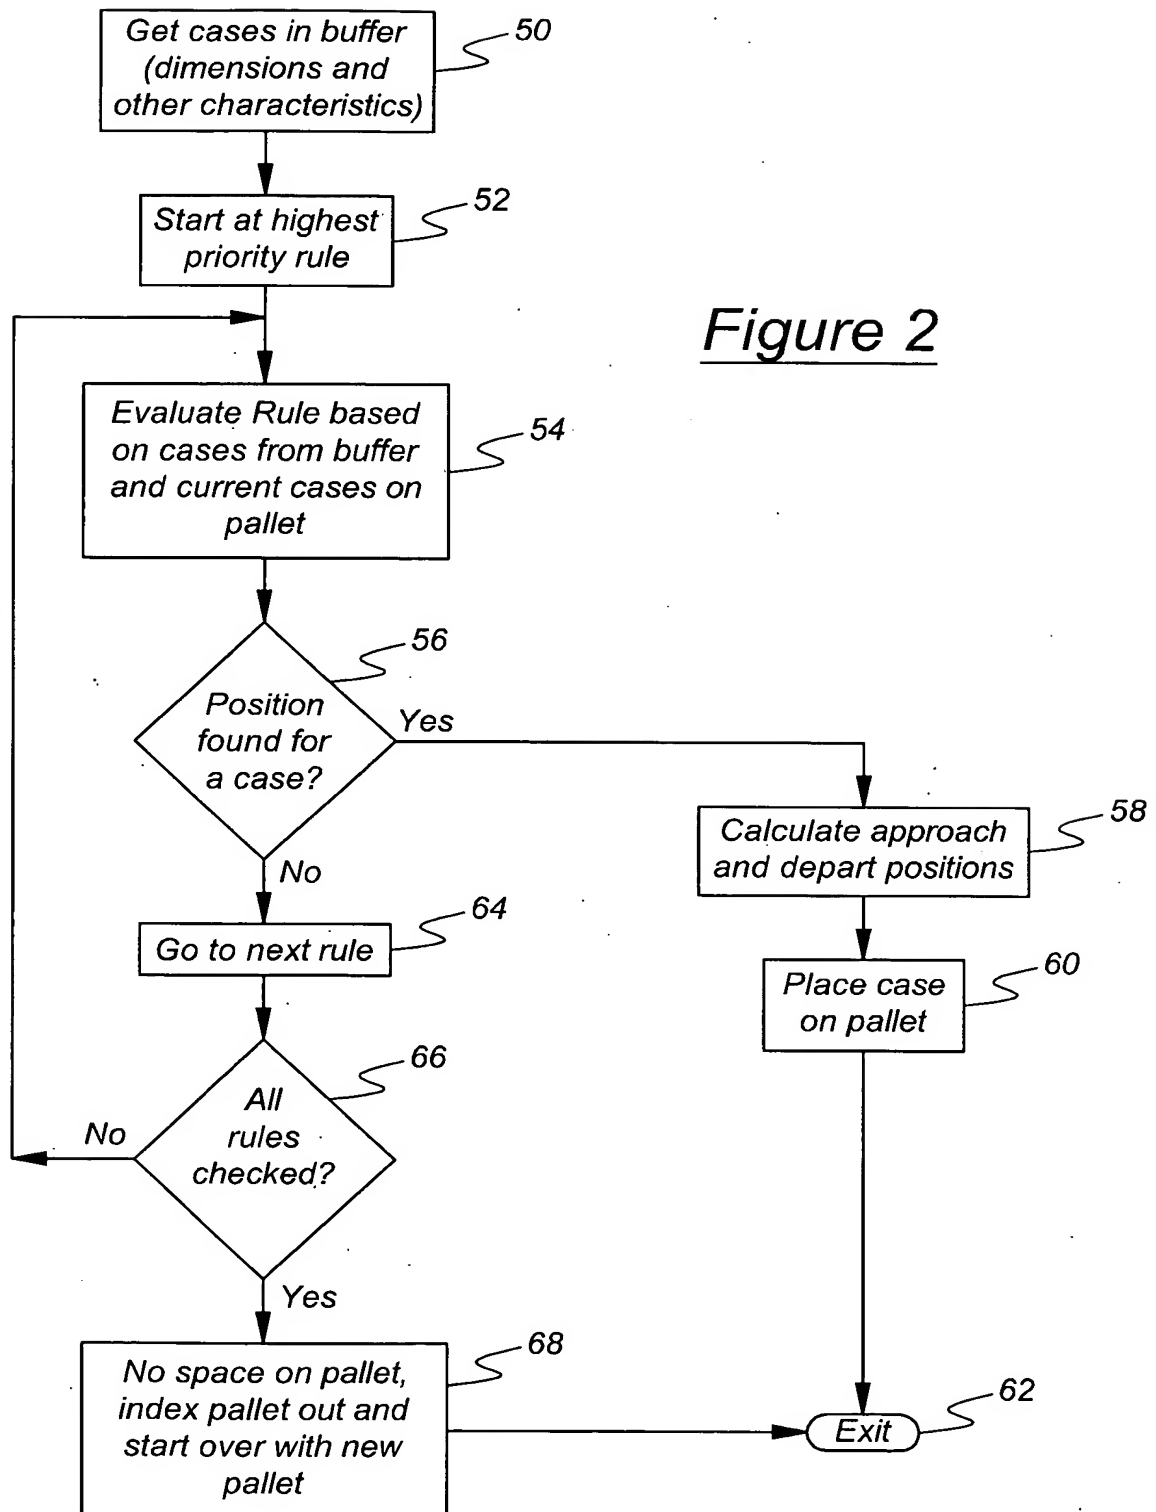 Get cases in buffer
(dimensions and
other characteristics)
50
Start at highest
priority rule
52
Figure 2
Evaluate Rule based
on cases from buffer
and current cases on
pallet
54
Position
found for
a case?
56
Yes
No
Calculate approach
and depart positions
58
Go to next rule
64
Place case
on pallet
60
All
rules
checked?
66
No
Yes
No space on pallet,
index pallet out and
start over with new
pallet
68
Exit
62